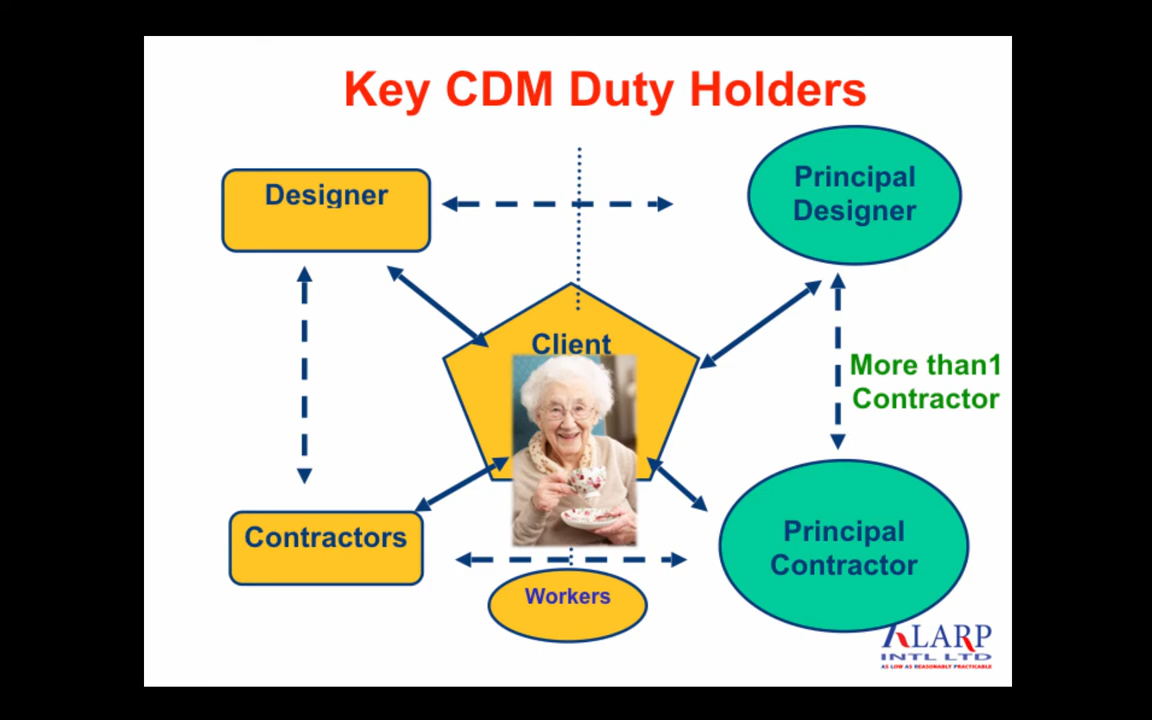 Key CDM Duty Holders
Designer
Principal
Designer
Client
More than1
Contractor
Contractors
Principal
Contractor
Workers
ALARP
INTL LTD
AS LOW AS REASONABLY PRACTICABLE